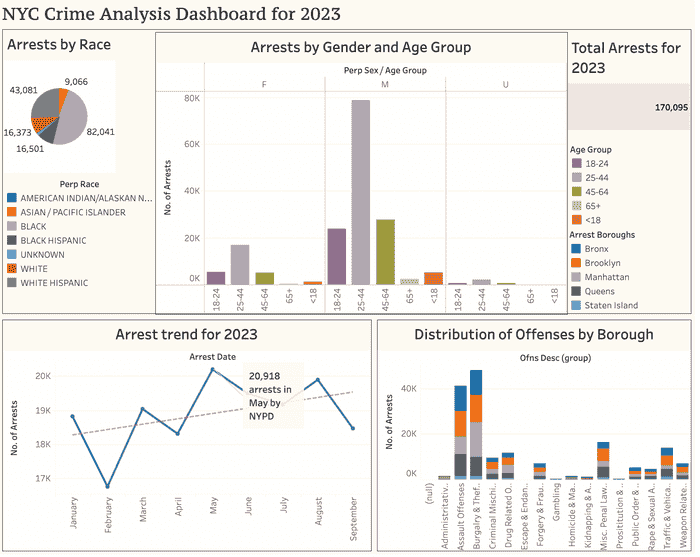 NYC Crime Analysis Dashboard for 2023
Arrests by Race
43,081
9,066
16,373
82,041
16,501
Perp Race
AMERICAN INDIAN/ALASKAN N...
ASIAN / PACIFIC ISLANDER
BLACK
BLACK HISPANIC
UNKNOWN
WHITE
WHITE HISPANIC
Arrests by Gender and Age Group
Perp Sex / Age Group
F
M
U
80K
60K
40K
20K
0K
No. of Arrests
18-24
25-44
45-64
65+
<18
18-24
25-44
45-64
65+
<18
18-24
25-44
45-64
65+
<18
Total Arrests for
2023
170,095
Age Group
18-24
25-44
45-64
65+
<18
Arrest Boroughs
Bronx
Brooklyn
Manhattan
Queens
Staten Island
Arrest trend for 2023
Arrest Date
20K
19K
18K
17K
No. of Arrests
20,918
arrests in
May by
NYPD
January
February
March
April
May
June
July
August
September
Distribution of Offenses by Borough
Ofns Desc (group)
40K
20K
0K
No. of Arrests
(null)
Administrativ..
Assault Offenses
Burgalry & Thef..
Criminal Mischi..
Drug Related O..
Escape & Endan..
Forgery & Frau..
Gambling
Homicide & Ma..
Kidnapping & A..
Misc. Penal Law..
Prostitution & ..
Public Order & ..
Rape & Sexual A..
Traffic & Vehica..
Weapon Relate..